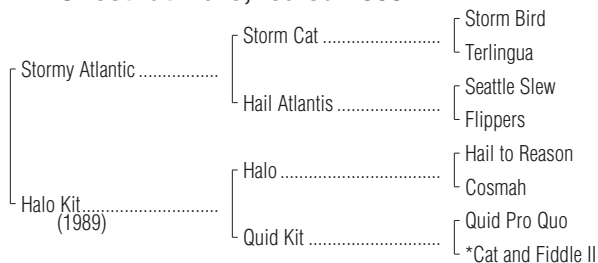 Storm Bird
Storm Cat ........................
Terlingua
Stormy Atlantic ................
Seattle Slew
Hail Atlantis .....................
Flippers
Hail to Reason
Halo .................................
Cosmah
Halo Kit ...........................
(1989)
Quid Pro Quo
Quid Kit ...........................
*Cat and Fiddle II